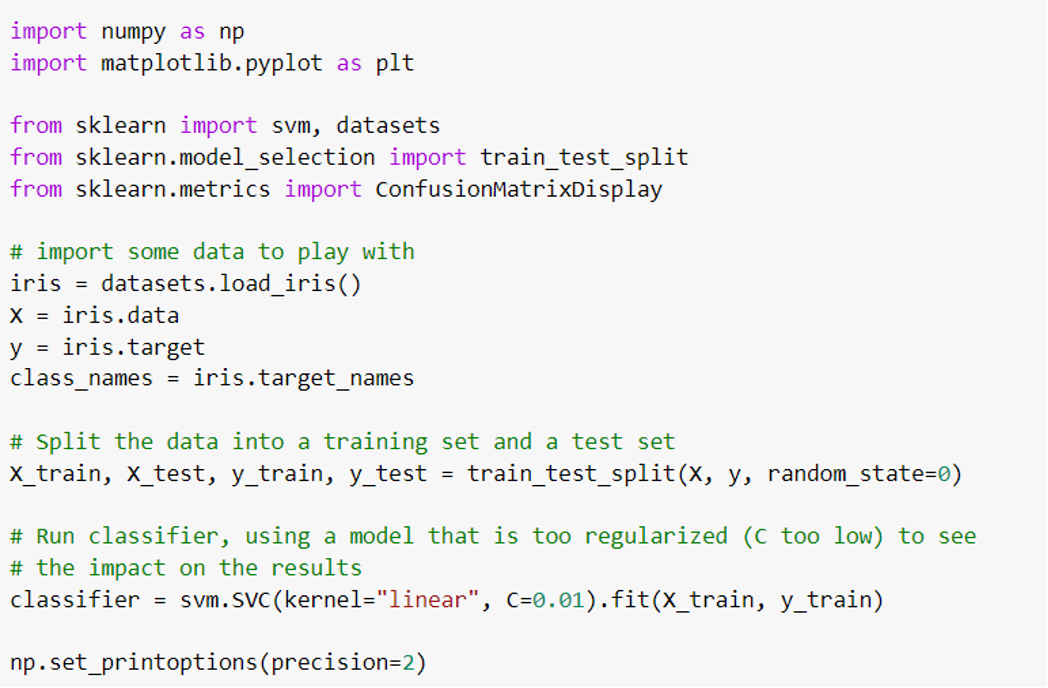 import numpy as np
import matplotlib.pyplot as plt
from sklearn import svm, datasets
from sklearn.model_selection import train_test_split
from sklearn.metrics import ConfusionMatrixDisplay
# import some data to play with
iris = datasets.load_iris()
X = iris.data
y = iris.target
class_names = iris.target_names
# Split the data into a training set and a test set
X_train, X_test, y_train, y_test = train_test_split(X, y, random_state=0)
# Run classifier, using a model that is too regularized (C too low) to see
# the impact on the results
classifier = svm.SVC(kernel="linear", C=0.01).fit(X_train, y_train)
np.set_printoptions(precision=2)